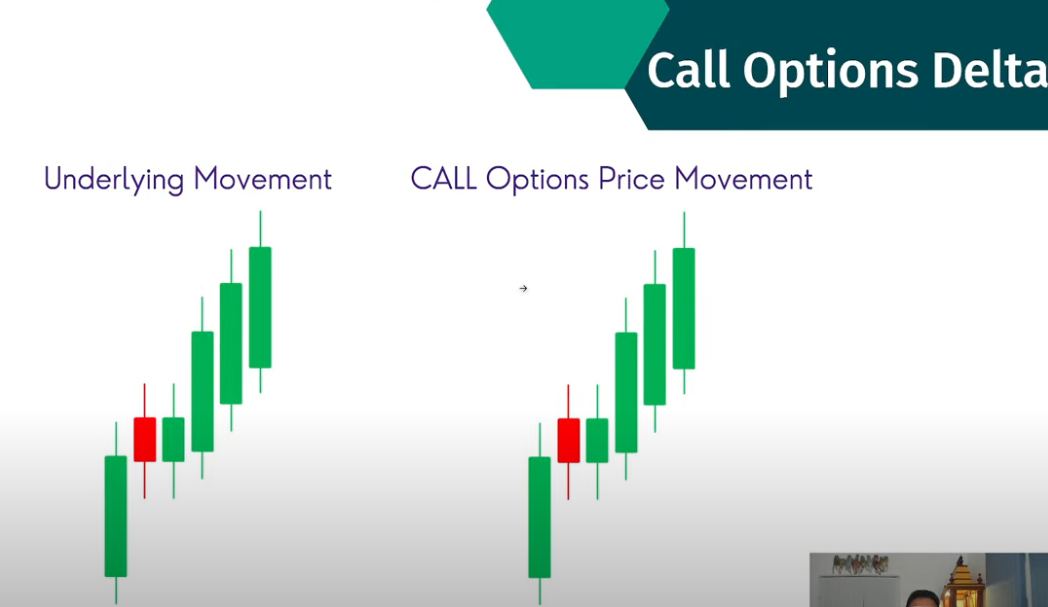 Call Options Delta
Underlying Movement
CALL Options Price Movement